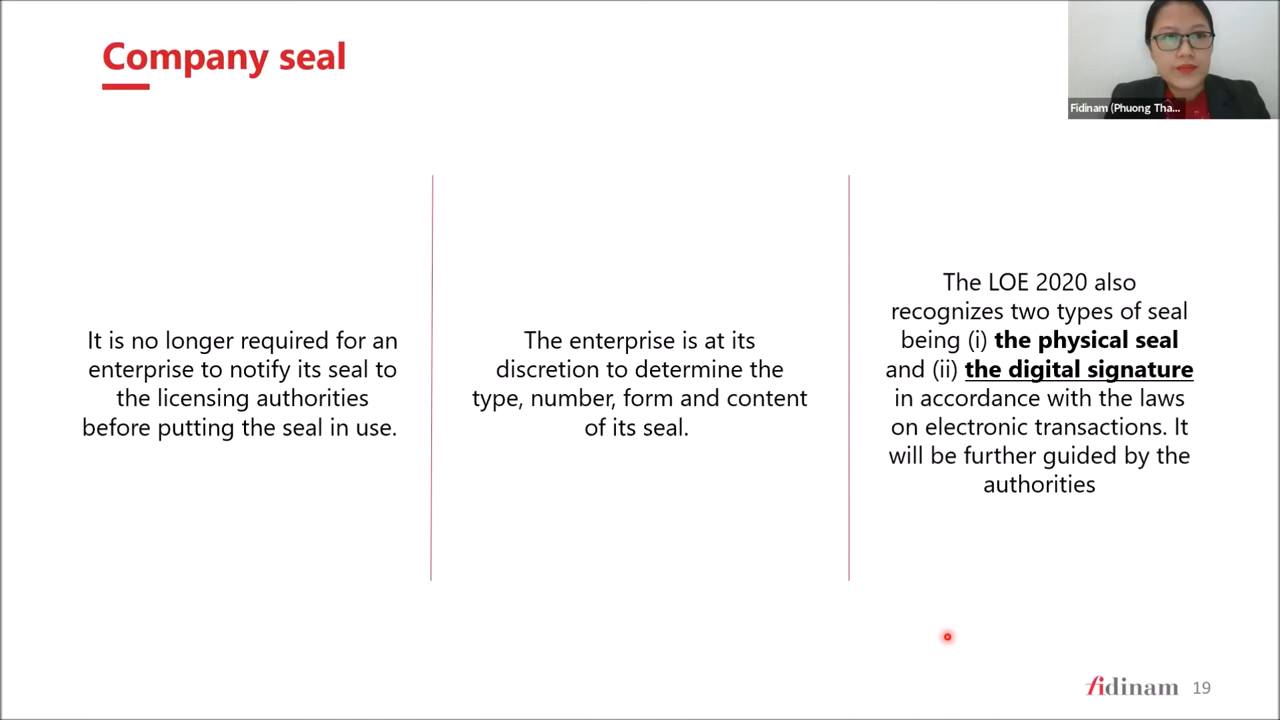 Company seal
Fidinam (Phuong Tha...
It is no longer required for an
enterprise to notify its seal to
the licensing authorities
before putting the seal in use.
The enterprise is at its
discretion to determine the
type, number, form and content
of its seal.
The LOE 2020 also
recognizes two types of seal
being (i) the physical seal
and (ii) the digital signature
in accordance with the laws
on electronic transactions. It
will be further guided by the
authorities
fidinam 19